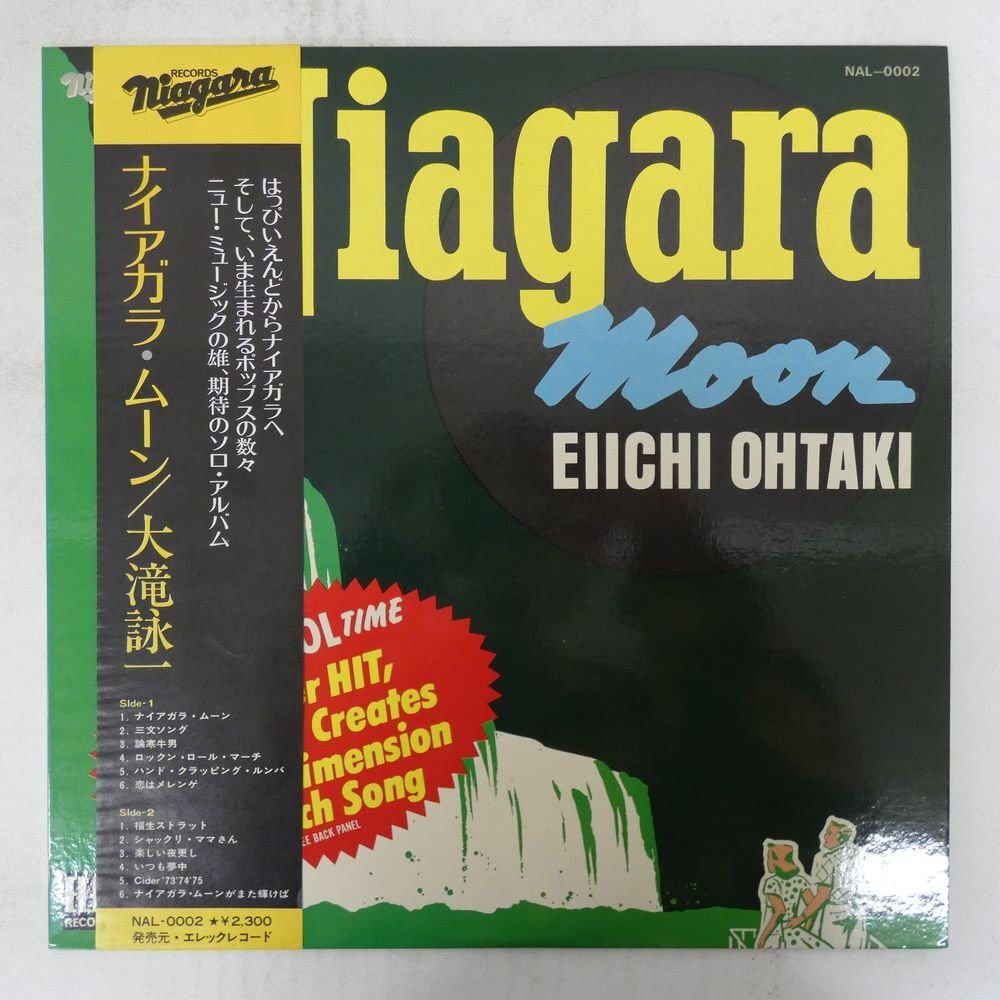 RECORDS
Niagara
ナイアガラ・ムーン/大滝詠一
はっぴいえんどからナイアガラへ
そして、いま生まれるポップスの数々
ニュー・ミュージックの雄、期待のソロ・アルバム
Side-1
1. ナイアガラ・ムーン
2. 三文ソング
3. 論寒牛男
4. ロックン・ロール・マーチ
5. ハンド・クラッピング・ルンバ
6. 恋はメレンゲ
Side-2
1. 福生ストラット
2. シャックリ・ママさん
3. 楽しい夜更し
4. いつも夢中
5. Cider '73'74'75
6. ナイアガラ・ムーンがまた輝けば
NAL-0002 ★¥2,300
発売元・エレックレコード
NAL-0002
Niagara
Moon
EIICHI OHTAKI
OL TIME
r HIT,
Creates
imension
ch Song
EE BACK PANEL
RECO